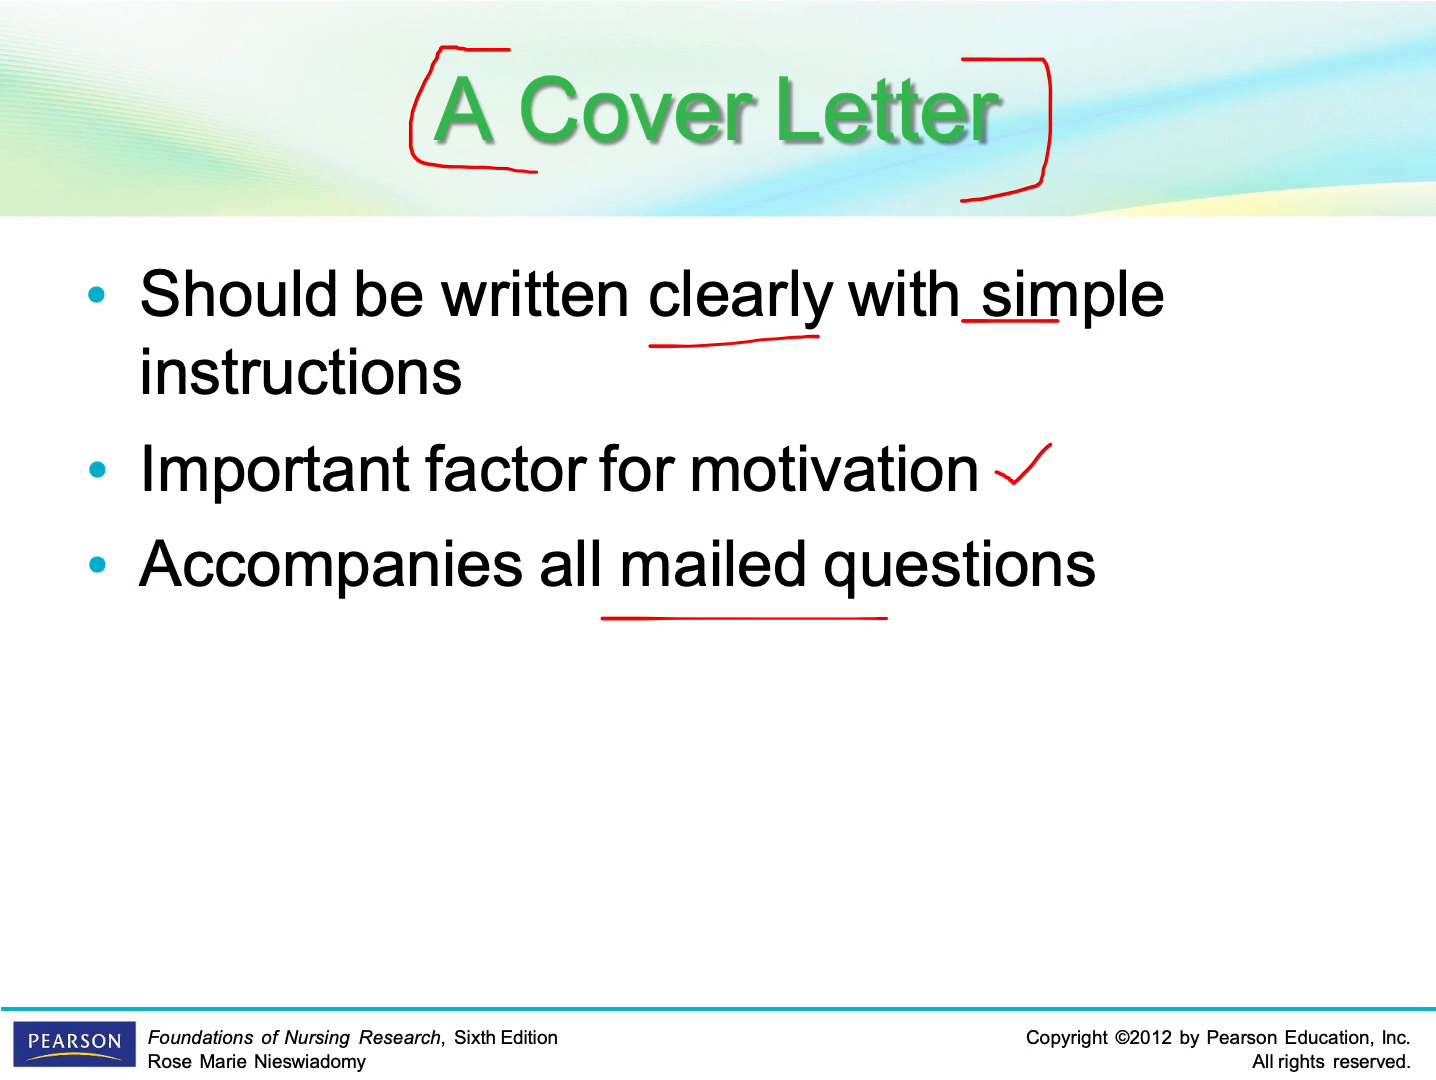 A Cover Letter
• Should be written clearly with simple
instructions
• Important factor for motivation
• Accompanies all mailed questions
PEARSON
Foundations of Nursing Research, Sixth Edition
Rose Marie Nieswiadomy
Copyright ©2012 by Pearson Education, Inc.
All rights reserved.